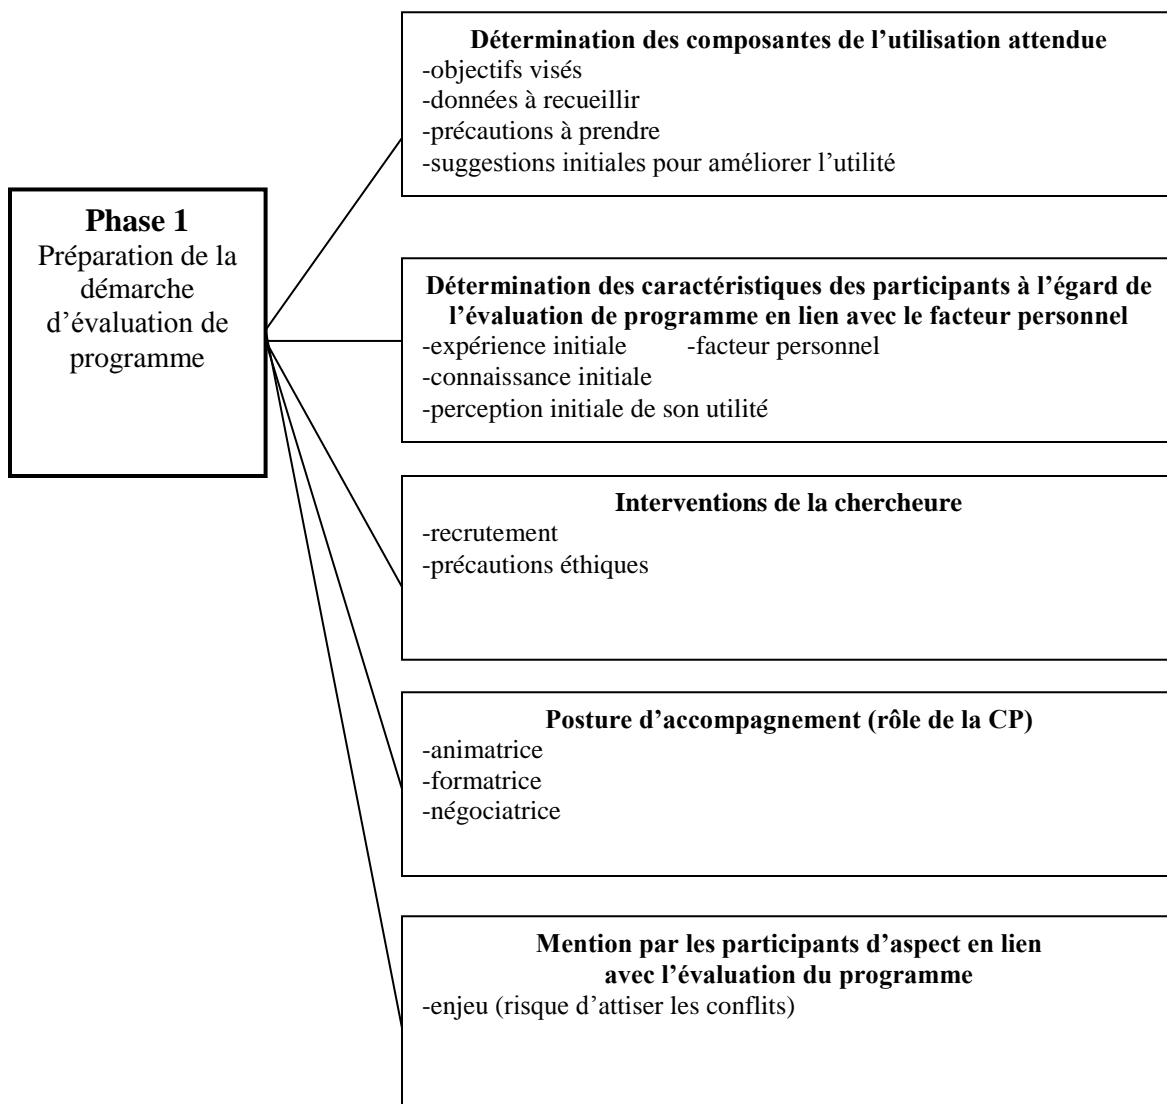 Phase 1
Préparation de la
démarche
d’évaluation de
programme
Détermination des composantes de l’utilisation attendue
-objectifs visés
-données à recueillir
-précautions à prendre
-suggestions initiales pour améliorer l’utilité
Détermination des caractéristiques des participants à l’égard de
l’évaluation de programme en lien avec le facteur personnel
-expérience initiale -facteur personnel
-connaissance initiale
-perception initiale de son utilité
Interventions de la chercheure
-recrutement
-précautions éthiques
Posture d’accompagnement (rôle de la CP)
-animatrice
-formatrice
-négociatrice
Mention par les participants d’aspect en lien
avec l’évaluation du programme
-enjeu (risque d’attiser les conflits)